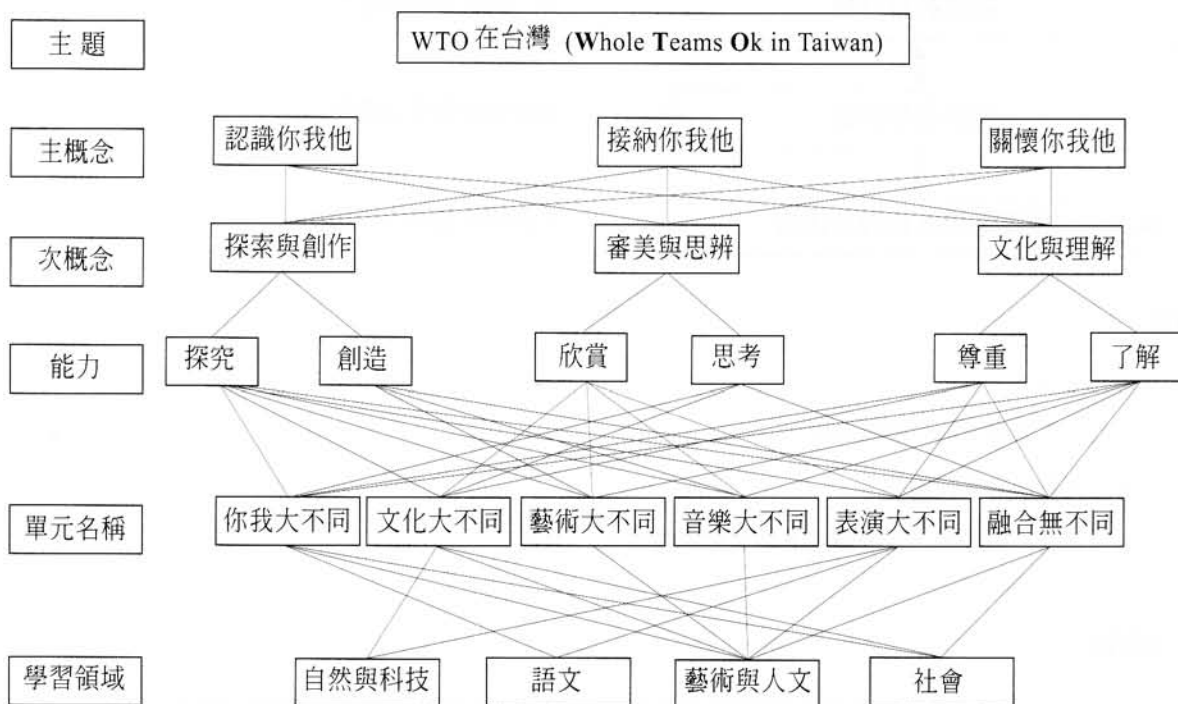 主題
WTO 在台灣 (Whole Teams Ok in Taiwan)
主概念
認識你我他
接納你我他
關懷你我他
次概念
探索與創作
審美與思辨
文化與理解
能力
探究
創造
欣賞
思考
尊重
了解
單元名稱
你我大不同
文化大不同
藝術大不同
音樂大不同
表演大不同
融合無不同
學習領域
自然與科技
語文
藝術與人文
社會